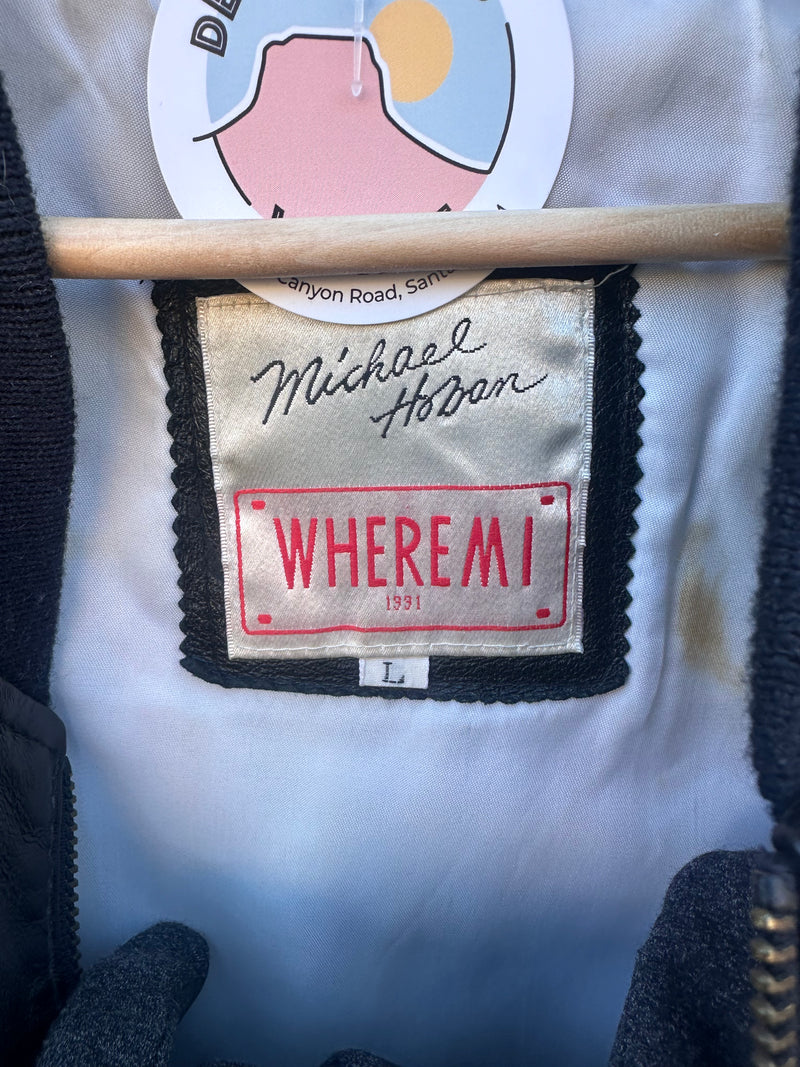 Canyon Road, Santa
Michael
Hoban
WHEREMI
1991
L